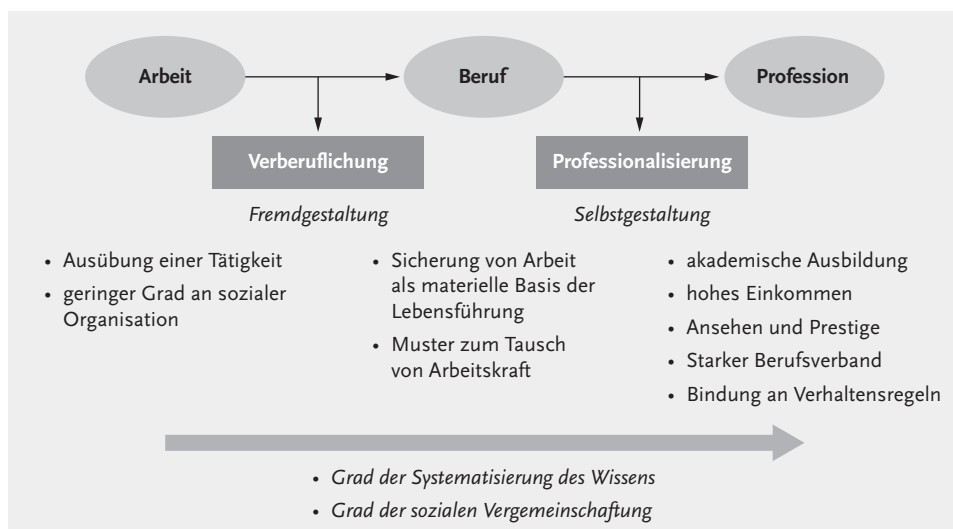 Arbeit
Beruf
Profession
Verberuflichung
Professionalisierung
Fremdgestaltung
Selbstgestaltung
• Ausübung einer Tätigkeit
• geringer Grad an sozialer
Organisation
• Sicherung von Arbeit
als materielle Basis der
Lebensführung
• Muster zum Tausch
von Arbeitskraft
• akademische Ausbildung
• hohes Einkommen
• Ansehen und Prestige
• Starker Berufsverband
• Bindung an Verhaltensregeln
• Grad der Systematisierung des Wissens
• Grad der sozialen Vergemeinschaftung